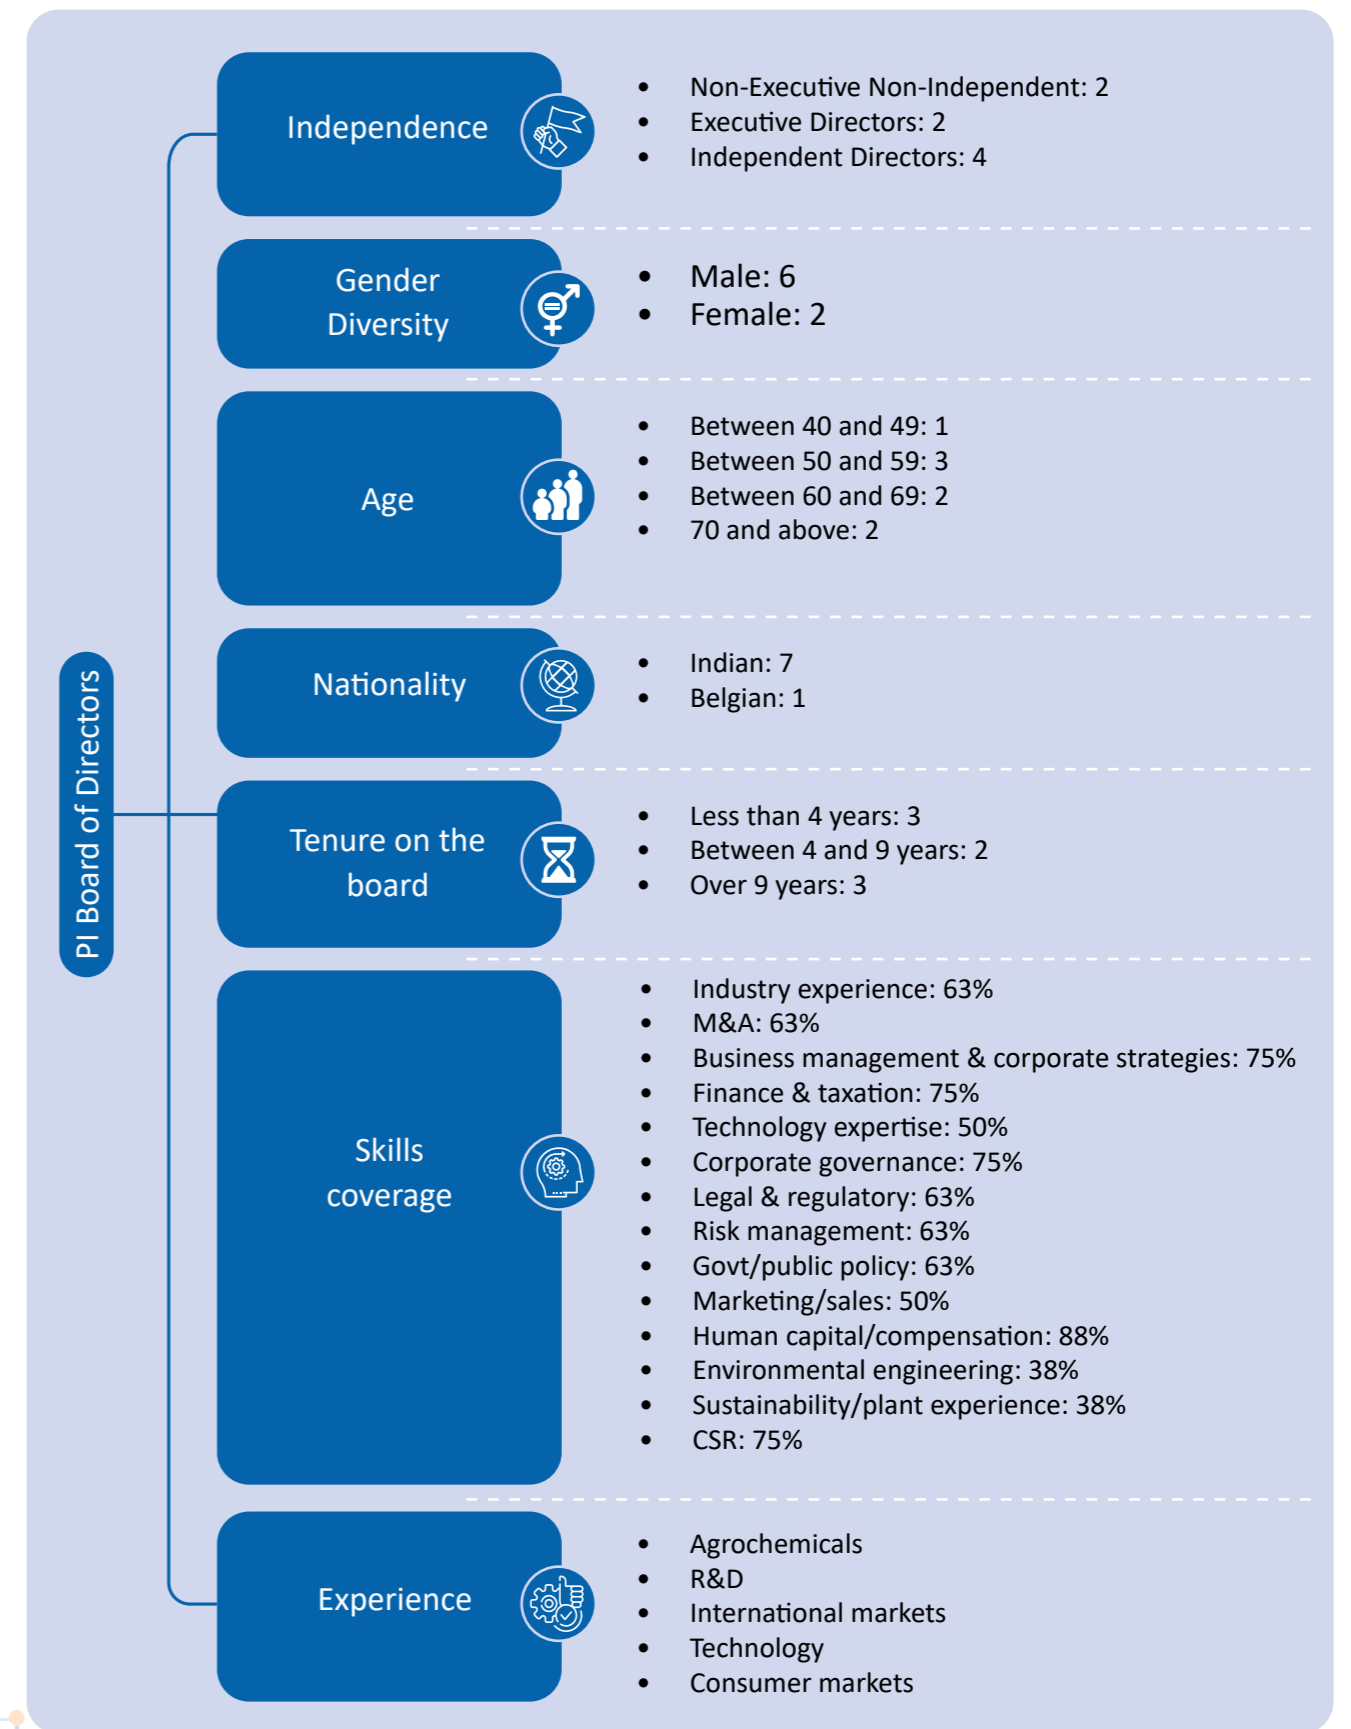 PI Board of Directors
Independence
• Non-Executive Non-Independent: 2
• Executive Directors: 2
• Independent Directors: 4
Gender
Diversity
• Male: 6
• Female: 2
Age
• Between 40 and 49: 1
• Between 50 and 59: 3
• Between 60 and 69: 2
• 70 and above: 2
Nationality
• Indian: 7
• Belgian: 1
Tenure on the
board
• Less than 4 years: 3
• Between 4 and 9 years: 2
• Over 9 years: 3
Skills
coverage
• Industry experience: 63%
• M&A: 63%
• Business management & corporate strategies: 75%
• Finance & taxation: 75%
• Technology expertise: 50%
• Corporate governance: 75%
• Legal & regulatory: 63%
• Risk management: 63%
• Govt/public policy: 63%
• Marketing/sales: 50%
• Human capital/compensation: 88%
• Environmental engineering: 38%
• Sustainability/plant experience: 38%
• CSR: 75%
Experience
• Agrochemicals
• R&D
• International markets
• Technology
• Consumer markets